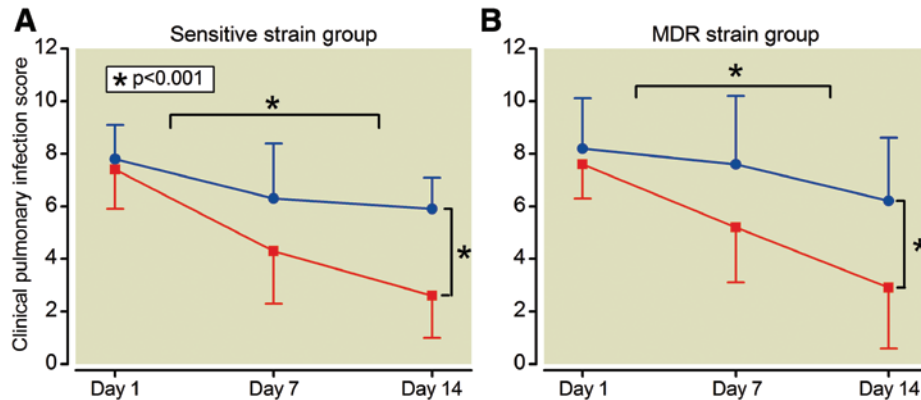 A
Sensitive strain group
Clinical pulmonary infection score
12
10
8
6
4
2
0
* p<0.001
*
*
Day 1
Day 7
Day 14
B
MDR strain group
12
10
8
6
4
2
0
*
*
Day 1
Day 7
Day 14